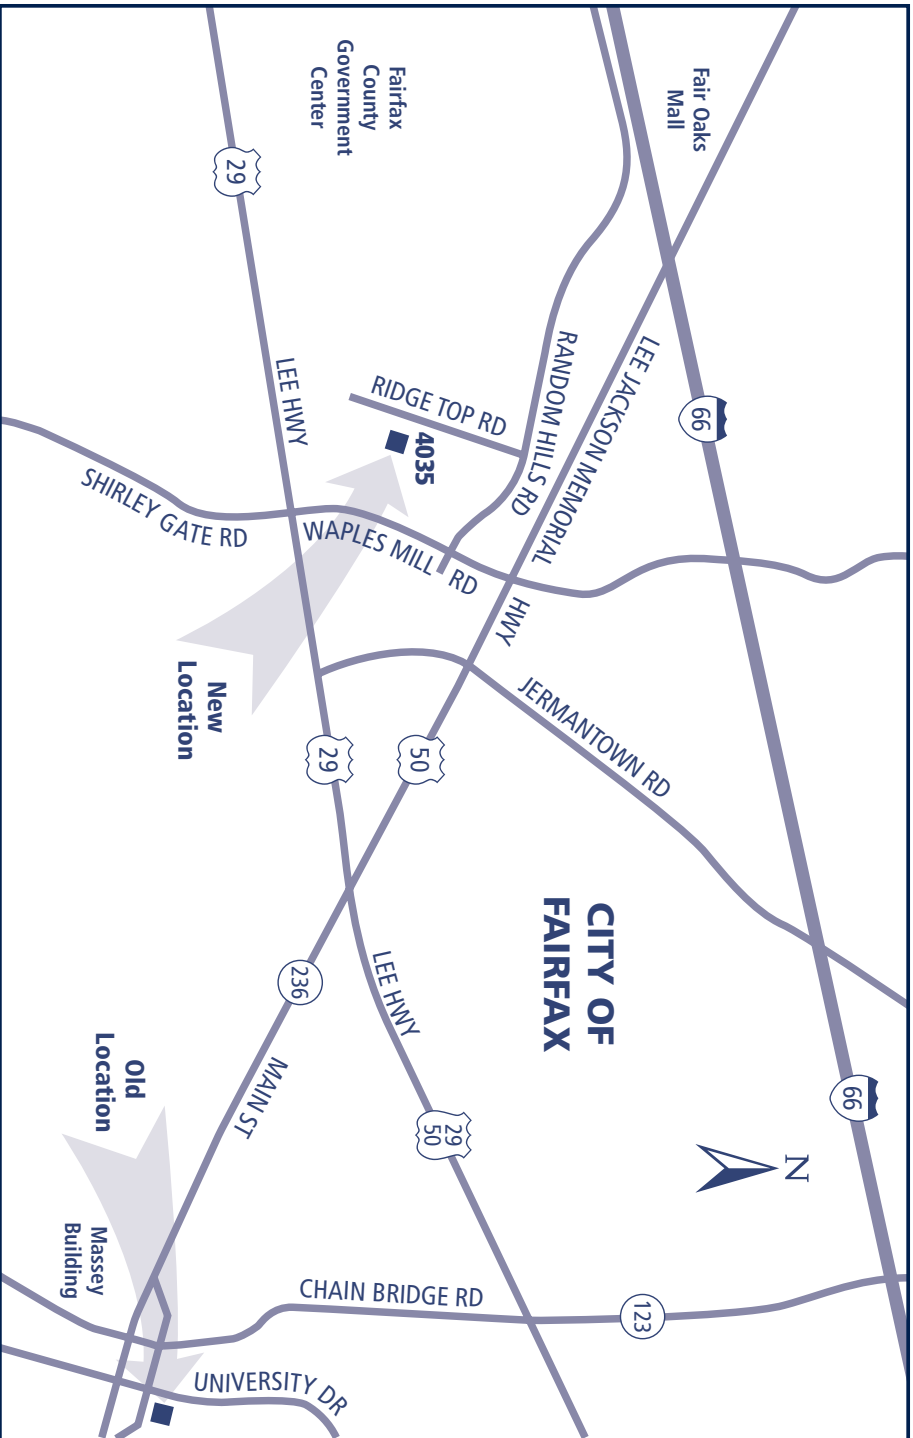 Fair Oaks
Mall
Fairfax
County
Government
Center
29
66
LEE JACKSON MEMORIAL
HWY
RANDOM HILLS RD
RIDGE TOP RD
4035
LEE HWY
WAPLES MILL RD
SHIRLEY GATE RD
New
Location
JERMANTOWN RD
50
29
CITY OF
FAIRFAX
236
LEE HWY
MAIN ST
Old
Location
66
N
29
50
Massey
Building
CHAIN BRIDGE RD
123
UNIVERSITY DR